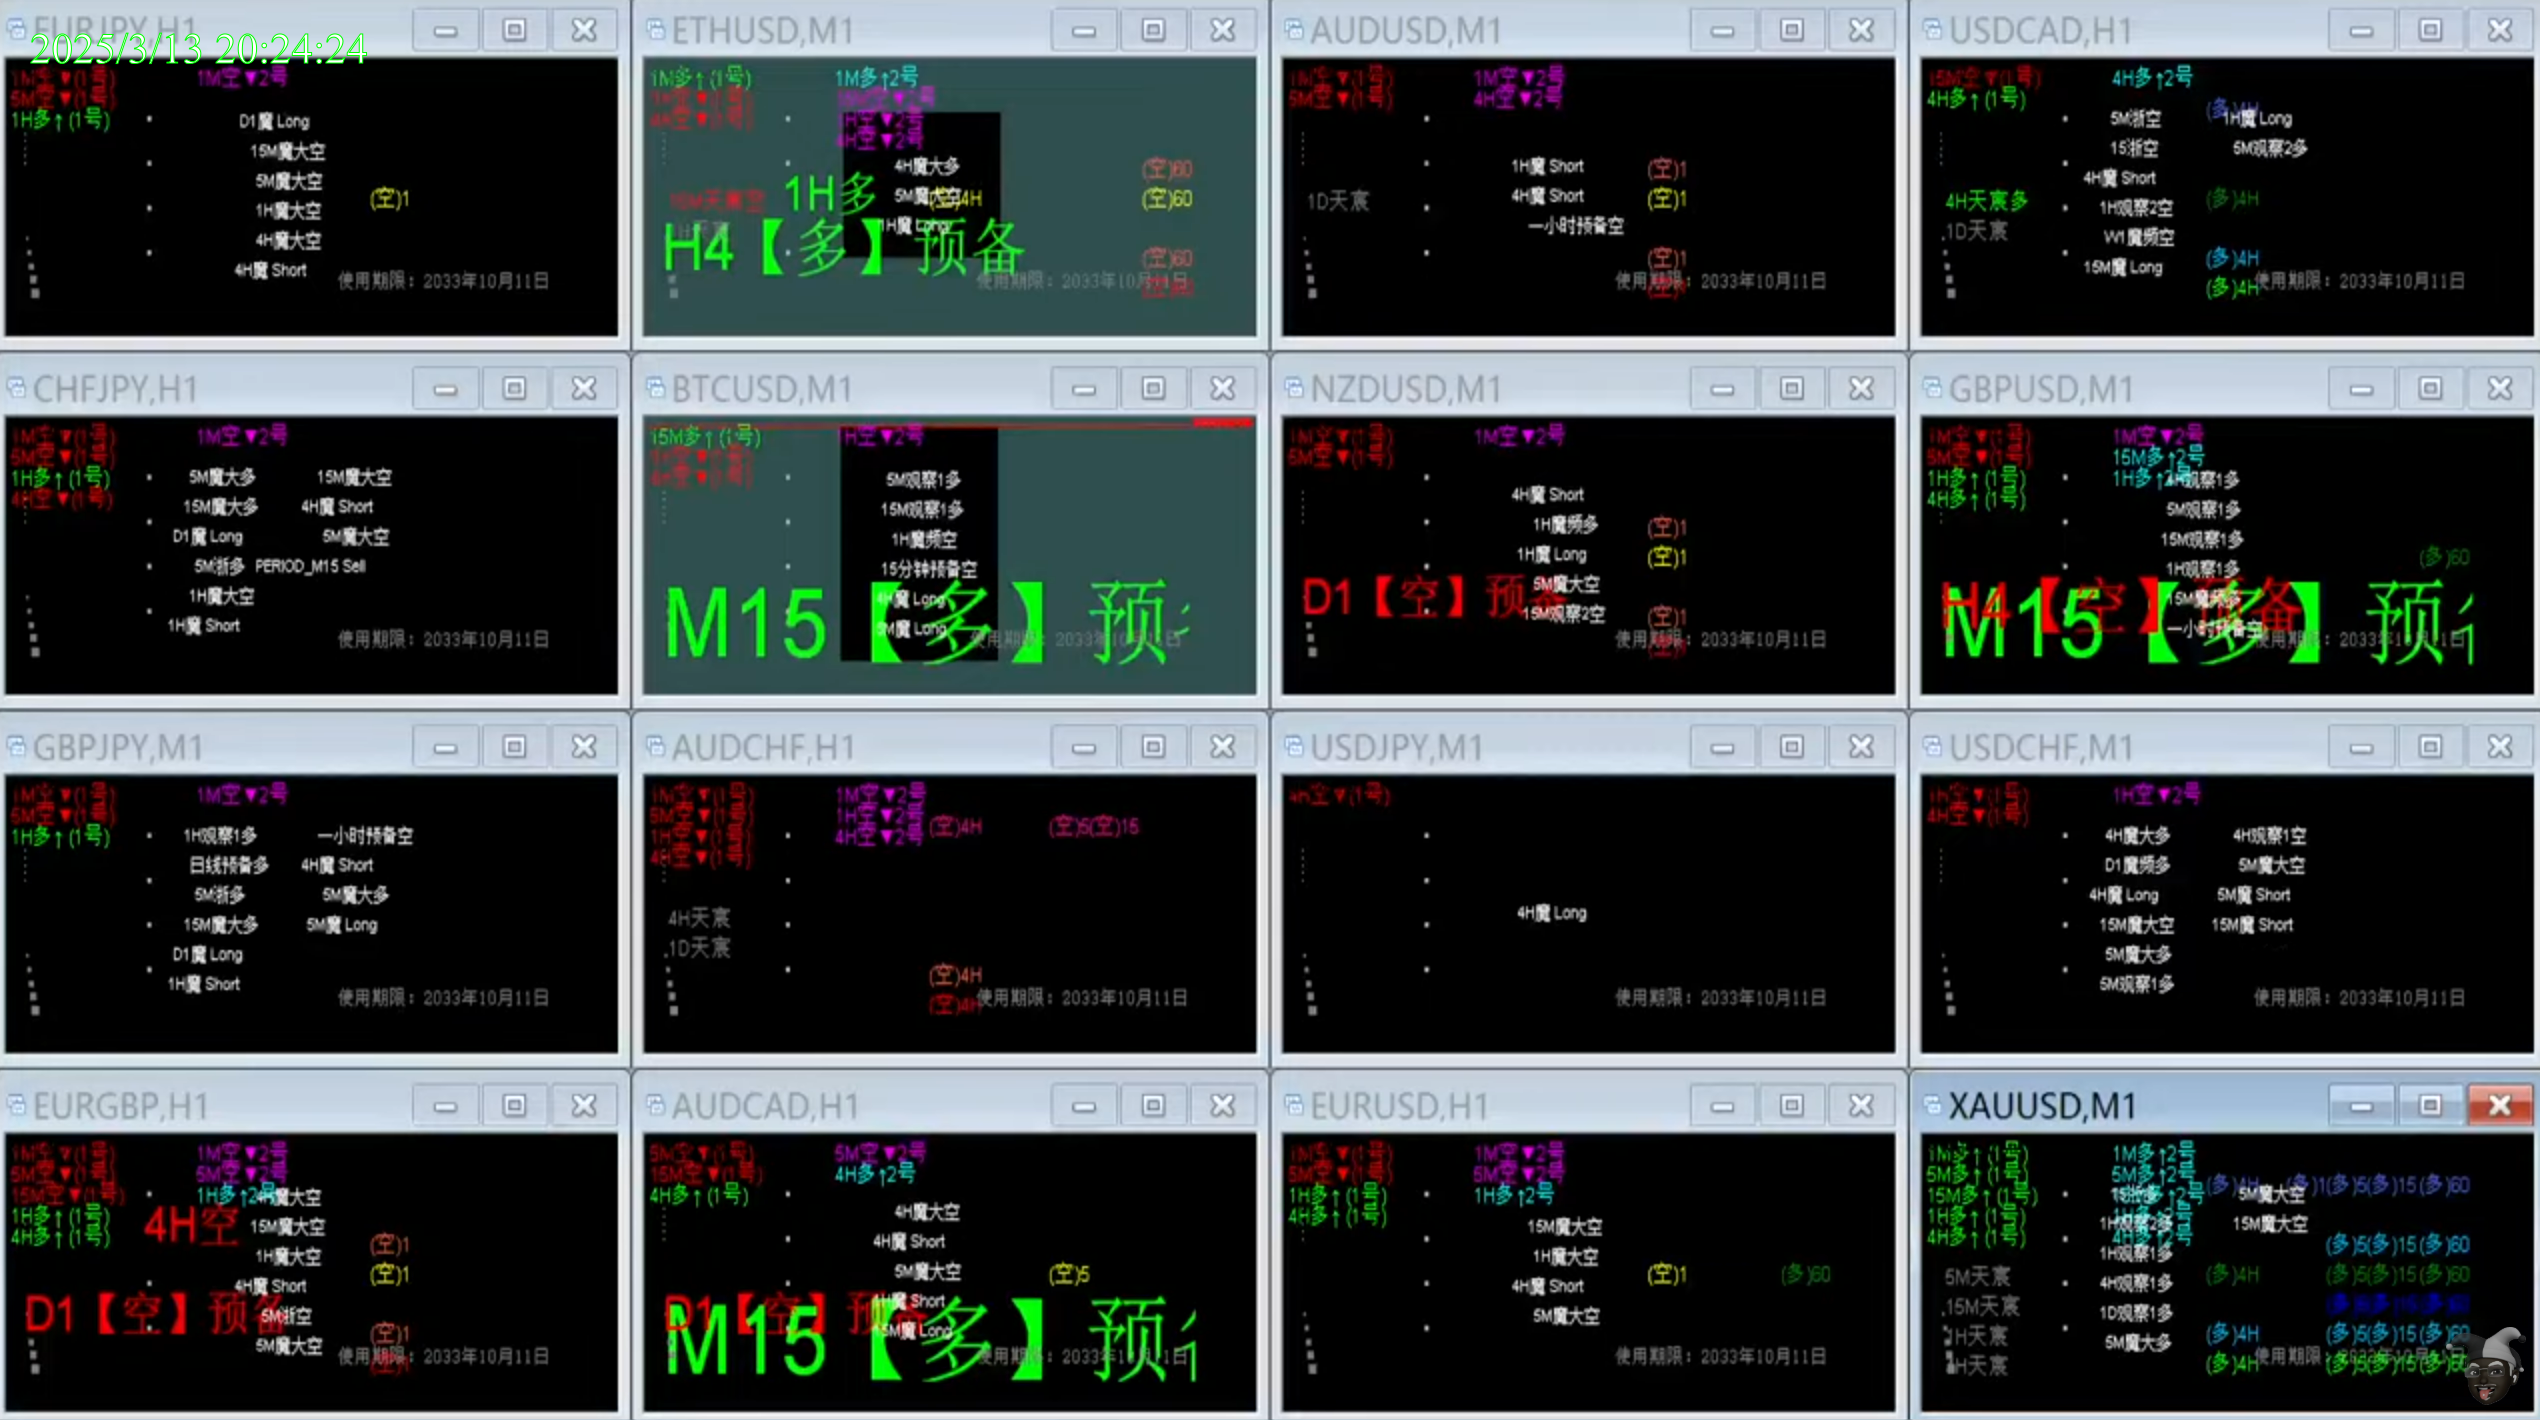 EURJPY,H1
2025/3/13 20:24:24
1M空▼(1号)
5M空▼(1号)
1H多↑(1号)
1M空▼2号
D1魔 Long
15M魔大空
5M魔大空
(空)1
1H魔大空
4H魔大空
4H魔 Short
使用期限：2033年10月11日
ETHUSD,M1
1M多↑(1号)
1M多↑2号
1H空▼2号
4H空▼2号
4H魔大多
(空)60
1H多
5M魔大空
(空)60
1H魔 Long
H4【多】预备
(空)60
使用期限：2033年10月11日
AUDUSD,M1
1M空▼(1号)
5M空▼(1号)
1M空▼2号
4H空▼2号
1H魔 Short
(空)1
1D天宸
4H魔 Short
(空)1
一小时预备空
(空)1
使用期限：2033年10月11日
USDCAD,H1
15M空▼(1号)
4H多↑(1号)
4H多↑2号
5M浙空
(多)4H
1H魔 Long
15浙空
5M观察2多
4H魔 Short
4H天宸多
1H观察2空
(多)4H
1D天宸
W1魔频空
15M魔 Long
(多)4H
(多)4H
使用期限：2033年10月11日
CHFJPY,H1
1M空▼(1号)
5M空▼(1号)
1H多↑(1号)
4H空▼(1号)
1M空▼2号
5M魔大多
15M魔大空
15M魔大多
4H魔 Short
D1魔 Long
5M魔大空
5M浙多 PERIOD_M15 Sell
1H魔大空
1H魔 Short
使用期限：2033年10月11日
BTCUSD,M1
15M多↑(1号)
1H空▼(1号)
4H空▼(1号)
H空▼2号
5M观察1多
15M观察1多
1H魔频空
15分钟预备空
4H魔 Long
5M魔 Long
M15【多】预
使用期限：2033年10月11日
NZDUSD,M1
1M空▼(1号)
5M空▼(1号)
1M空▼2号
4H魔 Short
1H魔频多
(空)1
1H魔 Long
(空)1
5M魔大空
D1【空】预备
15M观察2空
(空)1
使用期限：2033年10月11日
GBPUSD,M1
1M空▼(1号)
5M空▼(1号)
1H多↑(1号)
4H多↑(1号)
1M空▼2号
15M多↑2号
1H多↑2号
4H观察1多
5M观察1多
15M观察1多
1H观察1多
(多)60
15M魔频多
一小时预备空
H4【空】预备
M15【多】预
使用期限：2033年10月11日
GBPJPY,M1
1M空▼(1号)
5M空▼(1号)
1H多↑(1号)
1M空▼2号
1H观察1多
一小时预备空
日线预备多
4H魔 Short
5M浙多
5M魔大多
15M魔大多
5M魔 Long
D1魔 Long
1H魔 Short
使用期限：2033年10月11日
AUDCHF,H1
1M空▼(1号)
5M空▼(1号)
1H空▼(1号)
4H空▼(1号)
1M空▼2号
1H空▼2号
4H空▼2号
(空)4H
(空)5(空)15
4H天宸
1D天宸
(空)4H
(空)4H
使用期限：2033年10月11日
USDJPY,M1
4H空▼(1号)
4H魔 Long
使用期限：2033年10月11日
USDCHF,M1
1H空▼(1号)
4H空▼(1号)
1H空▼2号
4H魔大多
4H观察1空
D1魔频多
5M魔大空
4H魔 Long
5M魔 Short
15M魔大空
15M魔 Short
5M魔大多
5M观察1多
使用期限：2033年10月11日
EURGBP,H1
1M空▼(1号)
5M空▼(1号)
15M空▼(1号)
1H多↑(1号)
4H多↑(1号)
1M空▼2号
5M空▼2号
1H多↑2号
4H魔大空
4H空
15M魔大空
1H魔大空
(空)1
4H魔 Short
(空)1
5M浙空
D1【空】预备
5M魔大空
(空)1
(空)1
使用期限：2033年10月11日
AUDCAD,H1
5M空▼(1号)
15M空▼(1号)
4H多↑(1号)
5M空▼2号
4H多↑2号
4H魔大空
4H魔 Short
5M魔大空
(空)5
4H魔 Short
15M魔 Long
D1【空】预备
M15【多】预
使用期限：2033年10月11日
EURUSD,H1
1M空▼(1号)
5M空▼(1号)
1H多↑(1号)
4H多↑(1号)
1M空▼2号
5M空▼2号
1H多↑2号
15M魔大空
1H魔大空
4H魔 Short
(空)1
(多)60
5M魔大空
使用期限：2033年10月11日
XAUUSD,M1
1M多↑(1号)
5M多↑(1号)
15M多↑(1号)
1H多↑(1号)
4H多↑(1号)
1M多↑2号
5M多↑2号
4H多↑2号
(多)4H
(多)1(多)5(多)15(多)60
5M魔大空
1H观察2多
15M魔大空
1H观察1多
(多)5(多)15(多)60
5M天宸
4H观察1多
(多)4H
(多)5(多)15(多)60
15M天宸
1D观察1多
1H天宸
5M魔大多
(多)4H
(多)5(多)15(多)60
4H天宸
(多)4H
(多)5(多)15(多)60
使用期限：